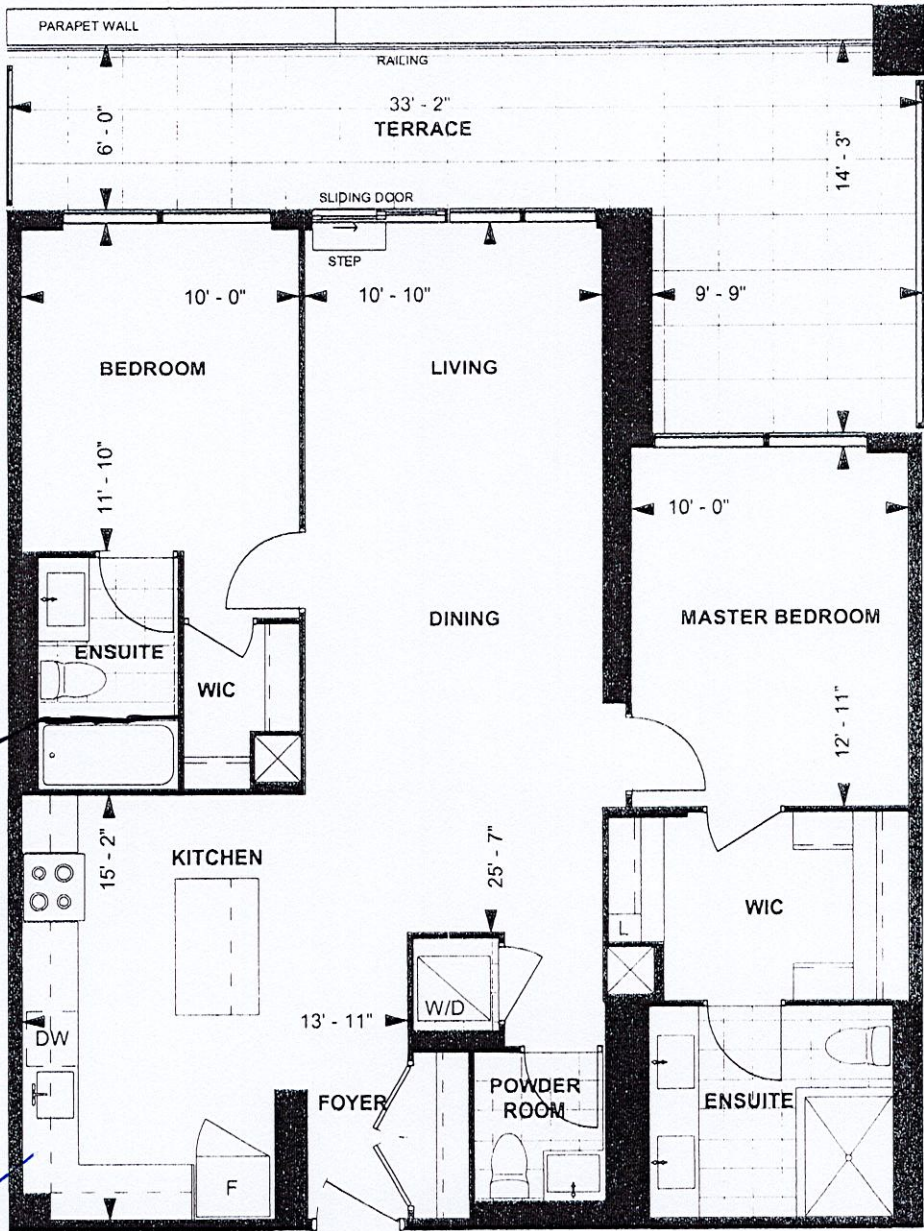 PARAPET WALL
RAILING
33' - 2"
TERRACE
6' - 0"
14' - 3"
SLIDING DOOR
STEP
10' - 0"
10' - 10"
9' - 9"
BEDROOM
LIVING
11' - 10"
10' - 0"
DINING
MASTER BEDROOM
ENSUITE
WIC
12' - 11"
15' - 2"
KITCHEN
25' - 7"
WIC
L
W/D
13' - 11"
DW
FOYER
POWDER
ROOM
ENSUITE
F